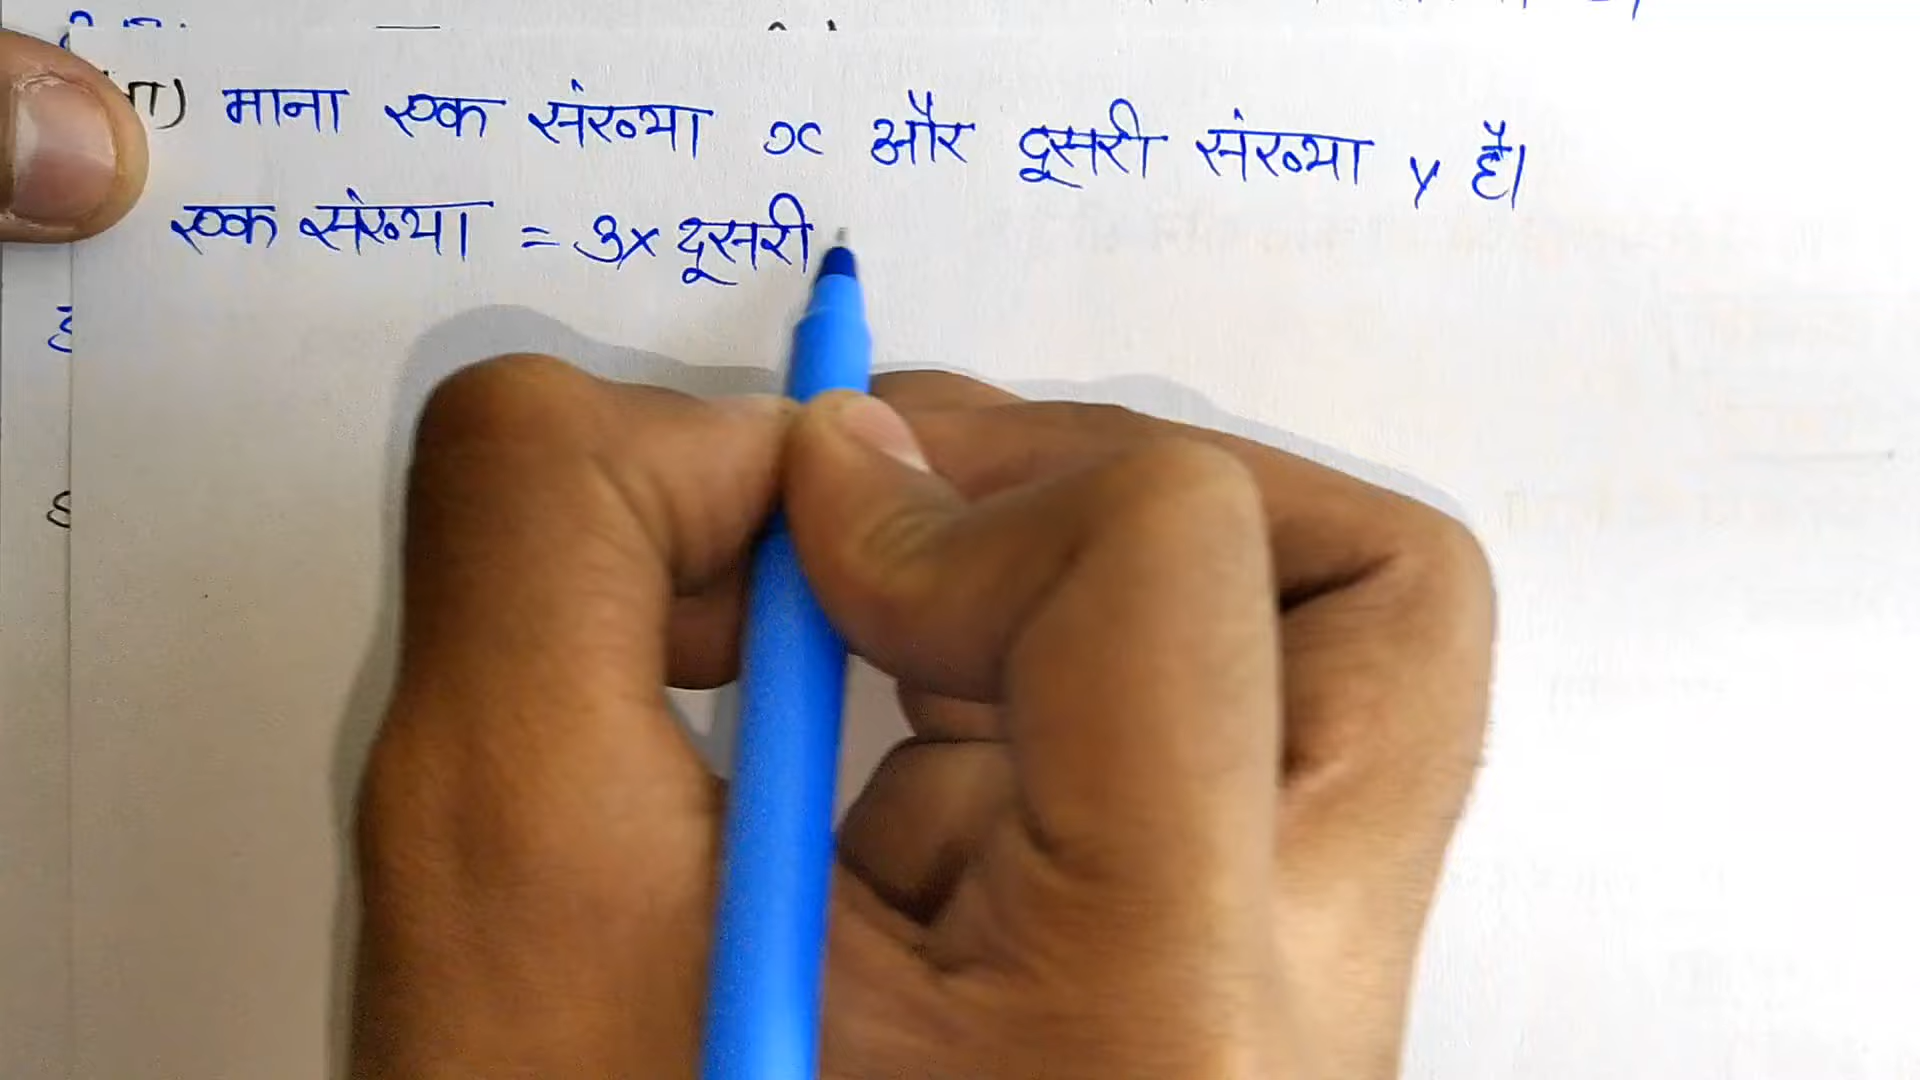 माना एक संख्या x और दूसरी संख्या y है।
एक संख्या = 3x दूसरी